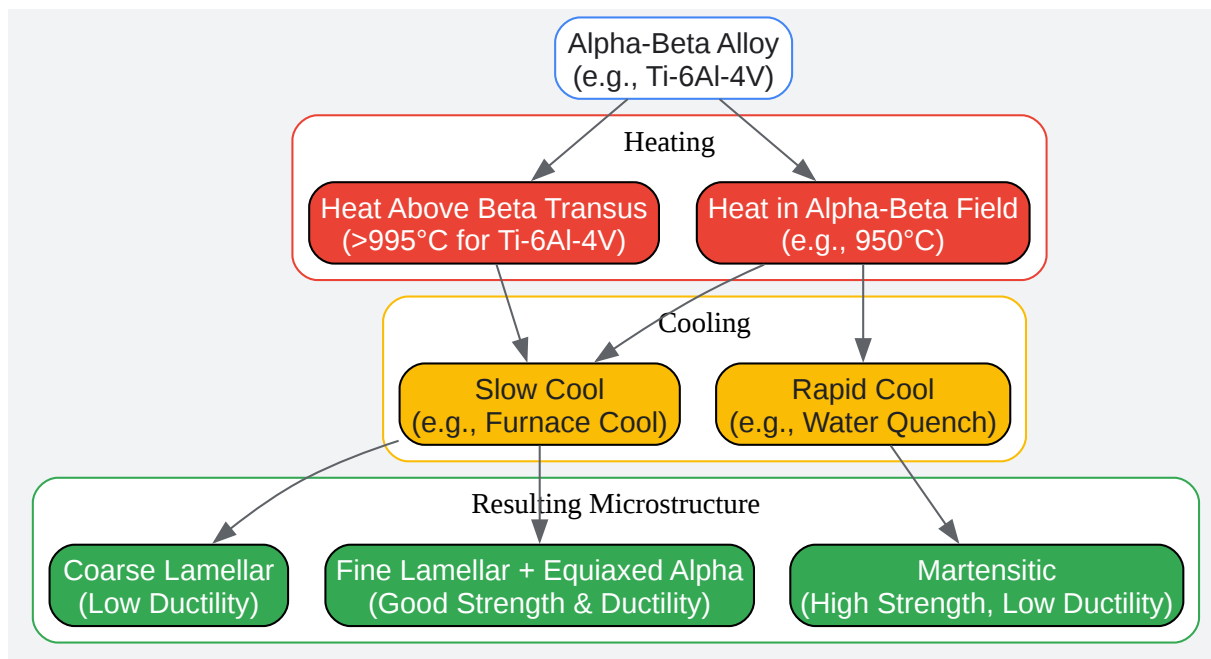 Alpha-Beta Alloy
(e.g., Ti-6Al-4V)
Heating
Heat Above Beta Transus
(>995°C for Ti-6Al-4V)
Heat in Alpha-Beta Field
(e.g., 950°C)
Cooling
Slow Cool
(e.g., Furnace Cool)
Rapid Cool
(e.g., Water Quench)
Resulting Microstructure
Coarse Lamellar
(Low Ductility)
Fine Lamellar + Equiaxed Alpha
(Good Strength & Ductility)
Martensitic
(High Strength, Low Ductility)